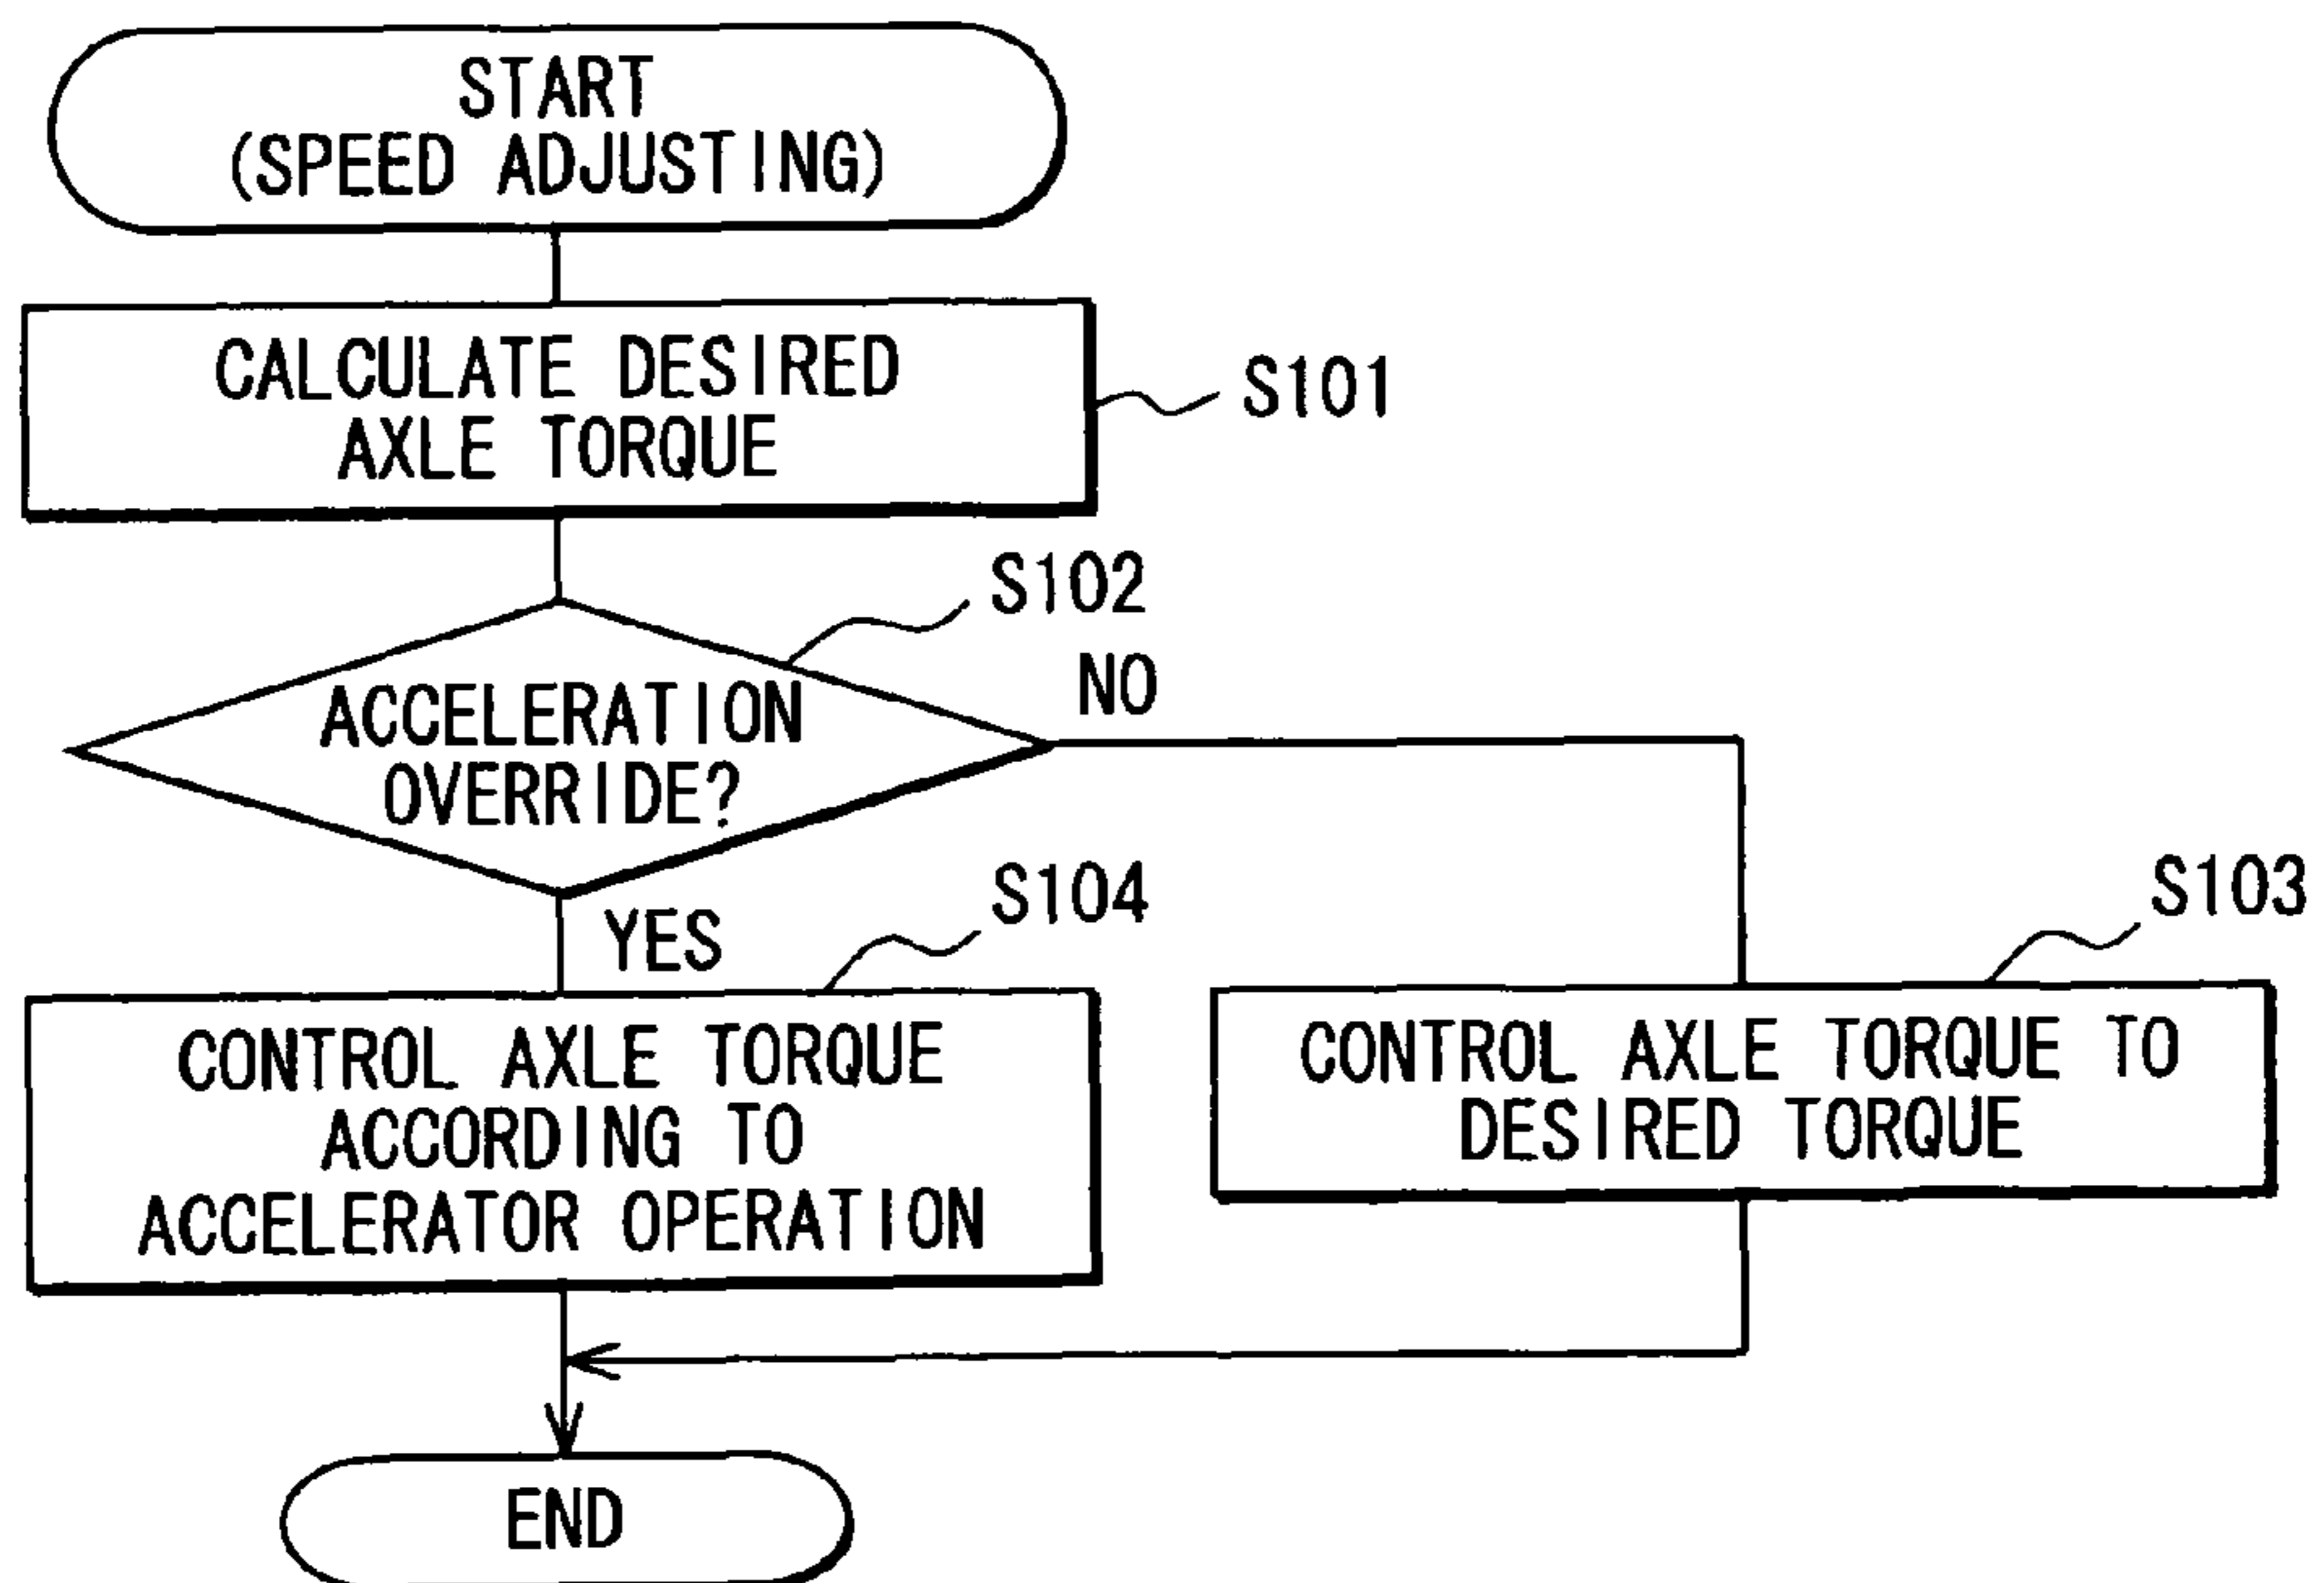 START
(SPEED ADJUSTING)
CALCULATE DESIRED
AXLE TORQUE
S101
S102
ACCELERATION
OVERRIDE?
NO
YES
S104
CONTROL AXLE TORQUE
ACCORDING TO
ACCELERATOR OPERATION
S103
CONTROL AXLE TORQUE TO
DESIRED TORQUE
END